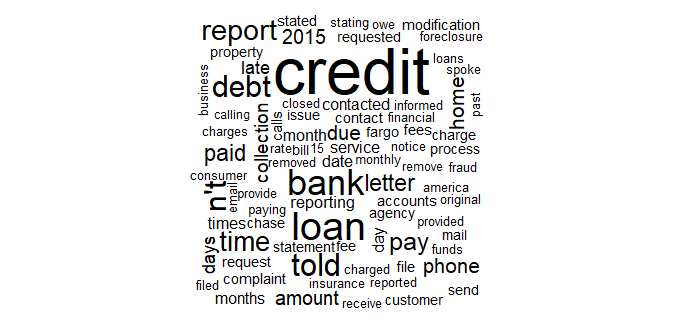 stated stating owe modification
report 2015 requested foreclosure
property credit loans
late spoke
business debt home past
closed contacted informed
calling collection calls issue contact financial
charges month due fargo fees charge
paid rate bill 15 service notice process
removed date monthly remove fraud
consumer bank letter america
n't email provide reporting accounts original
paying loan agency
times chase provided
days time day pay mail
statement fee funds
request told charged file phone
filed complaint insurance reported
months amount receive customer send